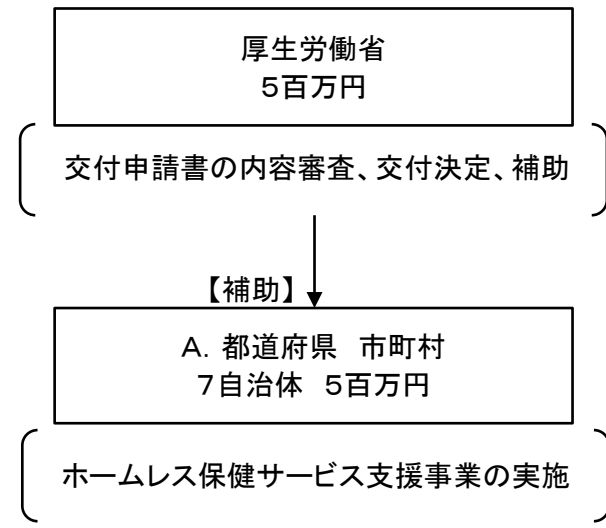 厚生労働省
５百万円
交付申請書の内容審査、交付決定、補助
【補助】
Ａ．都道府県　市町村
７自治体　５百万円
ホームレス保健サービス支援事業の実施